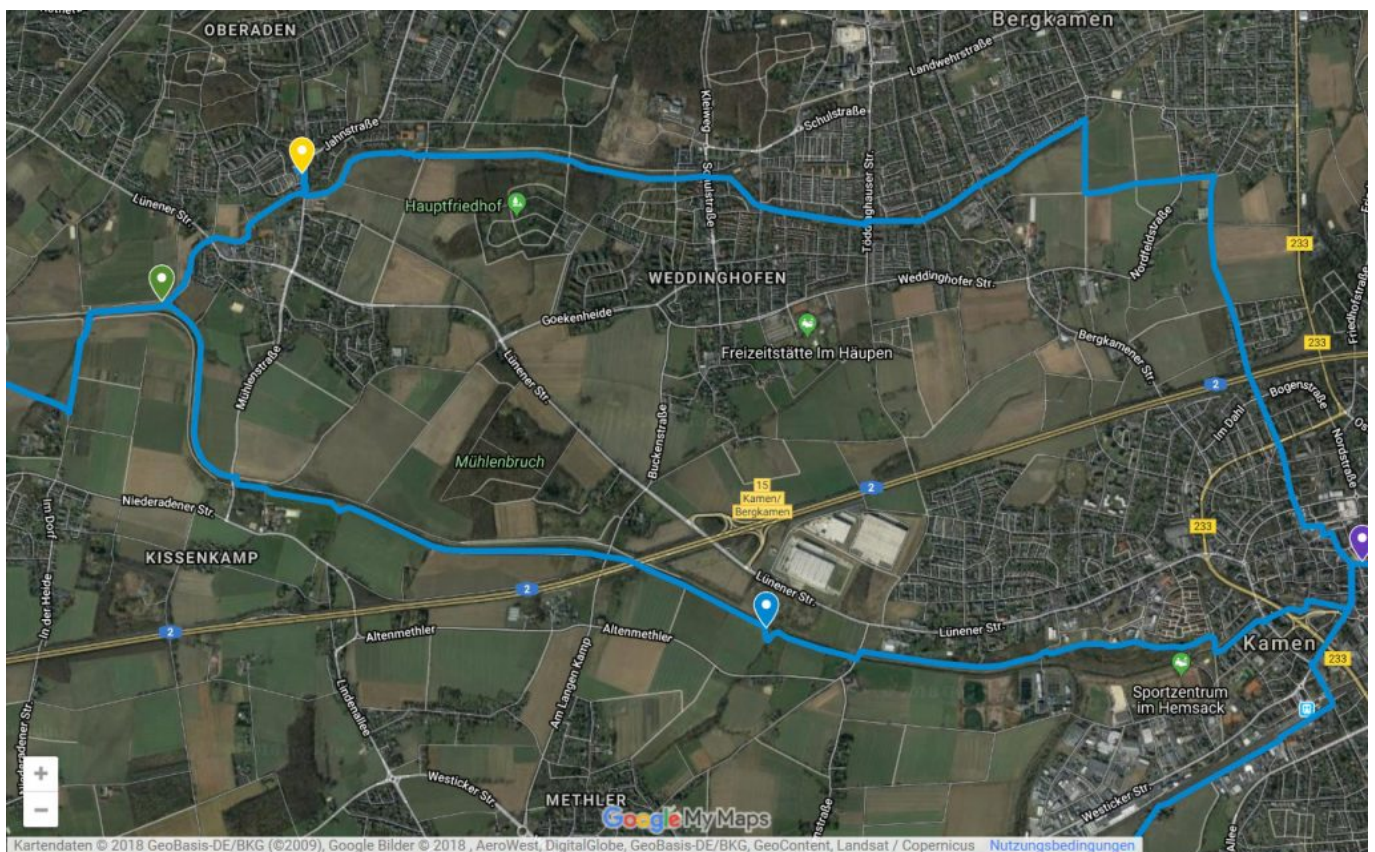 OBERADEN
Bergkamen
Landwehrstraße
Kleiweg
Schulstraße
Jahnstraße
Schulstraße
Lünener Str.
Hauptfriedhof
233
WEDDINGHOFEN
Weddinghofer Str.
Nordfeldstraße
Friedhofstraße
Goekenheide
Freizeitstätte Im Häupen
Bergkamener Str.
233
Mühlenstraße
Lünener Str.
2
Bogenstraße
Im Dahl
Buckenstraße
Nordstraße
Mühlenbruch
15
Kamen/
Bergkamen
2
Niederadener Str.
Im Dorf
233
KISSENKAMP
2
Lünener Str.
In der Heide
2
Altenmethler
Altenmethler
Lünener Str.
Kamen
233
Am Langen Kamp
Lindenallee
Sportzentrum
im Hemsack
Niederadener Str.
Westicker Str.
Westicker Str.
METHLER
Allee
+
−
Google My Maps
Kartendaten © 2018 GeoBasis-DE/BKG (©2009), Google Bilder © 2018 , AeroWest, DigitalGlobe, GeoBasis-DE/BKG, GeoContent, Landsat / Copernicus Nutzungsbedingungen